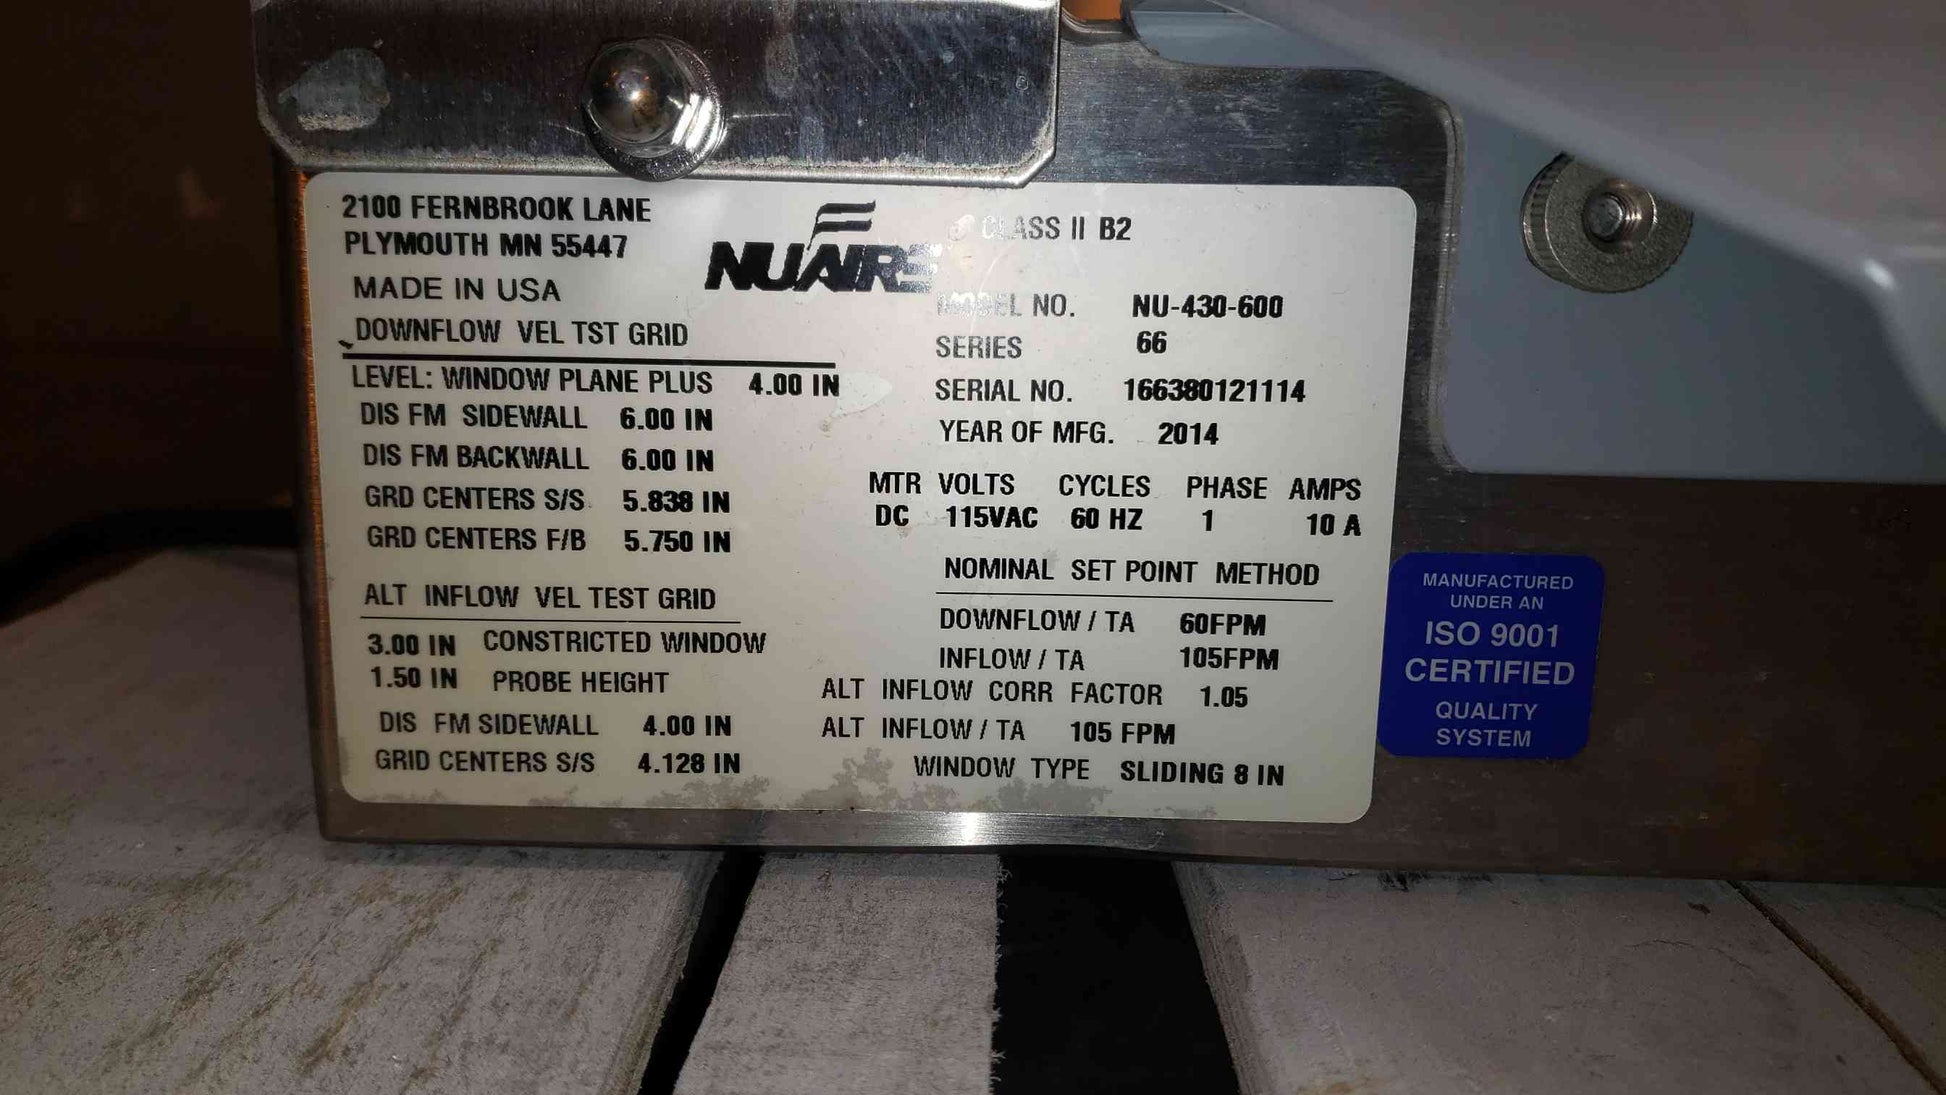 2100 FERNBROOK LANE
PLYMOUTH MN 55447
MADE IN USA
DOWNFLOW VEL TST GRID
LEVEL: WINDOW PLANE PLUS 4.00 IN
DIS FM SIDEWALL 6.00 IN
DIS FM BACKWALL 6.00 IN
GRD CENTERS S/S 5.838 IN
GRD CENTERS F/B 5.750 IN
ALT INFLOW VEL TEST GRID
3.00 IN CONSTRICTED WINDOW
1.50 IN PROBE HEIGHT
DIS FM SIDEWALL 4.00 IN
GRID CENTERS S/S 4.128 IN
NUAIRE
CLASS II B2
MODEL NO. NU-430-600
SERIES 66
SERIAL NO. 166380121114
YEAR OF MFG. 2014
MTR VOLTS CYCLES PHASE AMPS
DC 115VAC 60 HZ 1 10 A
NOMINAL SET POINT METHOD
DOWNFLOW / TA 60FPM
INFLOW / TA 105FPM
ALT INFLOW CORR FACTOR 1.05
ALT INFLOW / TA 105 FPM
WINDOW TYPE SLIDING 8 IN
MANUFACTURED
UNDER AN
ISO 9001
CERTIFIED
QUALITY
SYSTEM